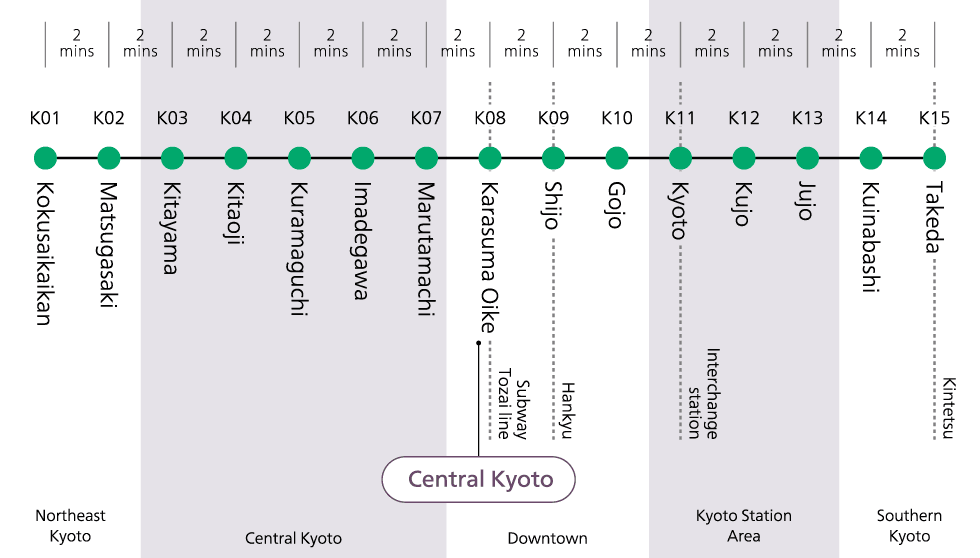 2
mins
2
mins
2
mins
2
mins
2
mins
2
mins
2
mins
2
mins
2
mins
2
mins
2
mins
2
mins
2
mins
2
mins
K01
K02
K03
K04
K05
K06
K07
K08
K09
K10
K11
K12
K13
K14
K15
Kokusaikaikan
Matsugasaki
Kitayama
Kitaoji
Kuramaguchi
Imadegawa
Marutamachi
Karasuma Oike
Shijo
Gojo
Kyoto
Kujo
Jujo
Kuinabashi
Takeda
Subway
Tozai line
Hankyu
Interchange
station
Kintetsu
Central Kyoto
Northeast
Kyoto
Central Kyoto
Downtown
Kyoto Station
Area
Southern
Kyoto